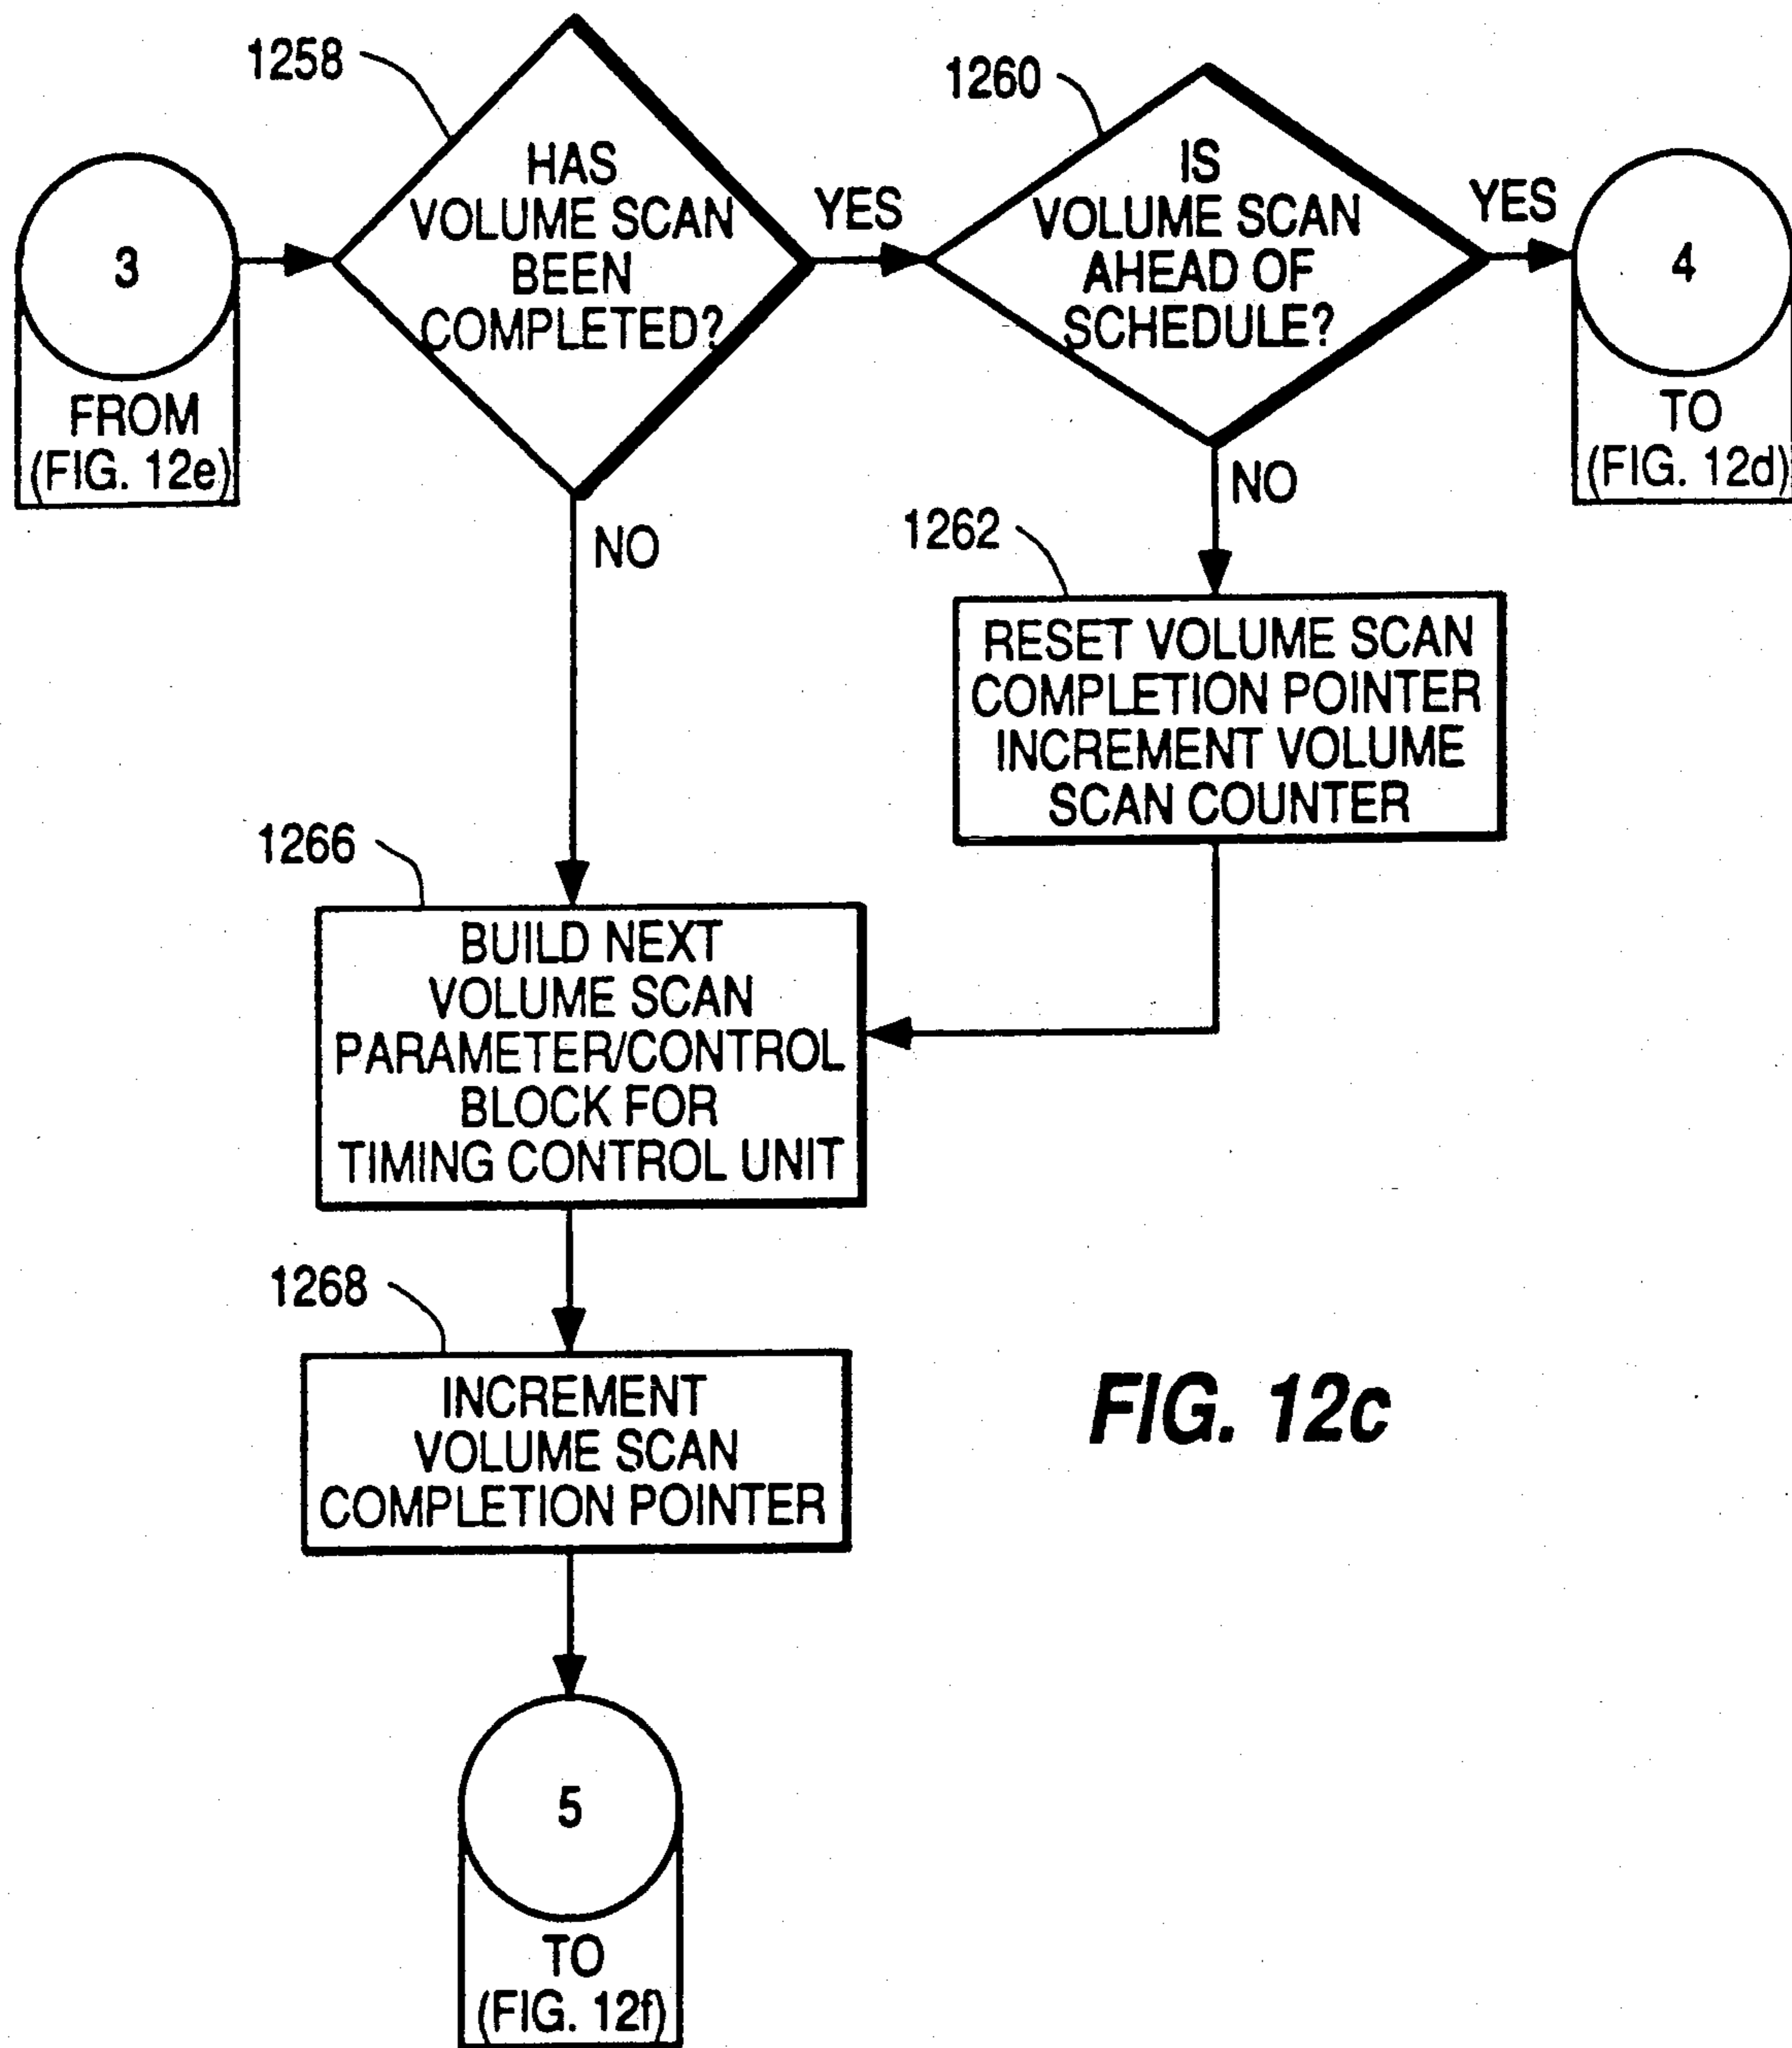 1258
HAS
VOLUME SCAN
BEEN
COMPLETED?
1260
IS
VOLUME SCAN
AHEAD OF
SCHEDULE?
3
FROM
(FIG. 12e)
YES
YES
4
TO
(FIG. 12d)
NO
NO
1262
RESET VOLUME SCAN
COMPLETION POINTER
INCREMENT VOLUME
SCAN COUNTER
1266
BUILD NEXT
VOLUME SCAN
PARAMETER/CONTROL
BLOCK FOR
TIMING CONTROL UNIT
1268
INCREMENT
VOLUME SCAN
COMPLETION POINTER
FIG. 12c
5
TO
(FIG. 12f)